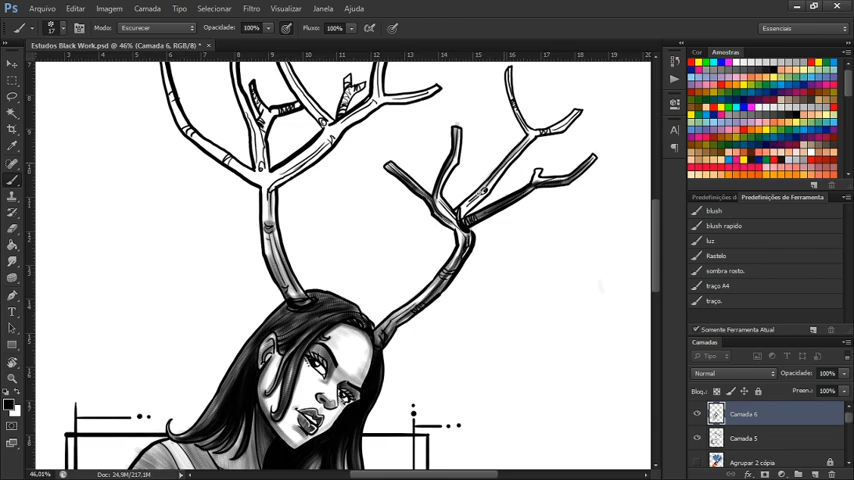 Ps Arquivo Editar Imagem Camada Tipo Selecionar Filtro Visualizar Janela Ajuda
17 Modo: Escurecer Opacidade: 100% Fluxo: 100% Essenciais
Estudos Black Work.psd @ 46% (Camada 6, RGB/8) *
Cor Amostras
Predefinições d Predefinições de Ferramenta
blush
blush rapido
luz
Rastelo
sombra rosto.
traço A4
traço.
Somente Ferramenta Atual
Camadas
Tipo
Normal Opacidade: 100%
Bloq.: Preen.: 100%
Camada 6
Camada 5
Agrupar 2 cópia
46,01% Doc: 24,9M/217,1M